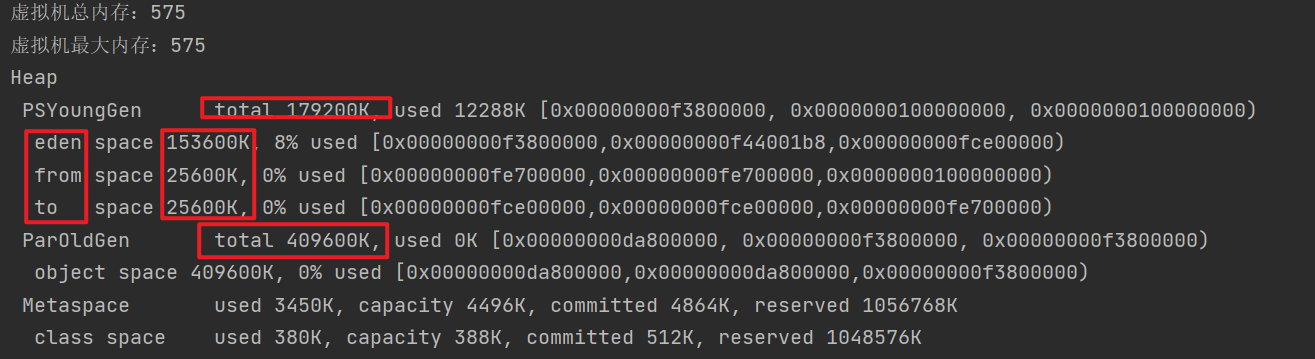 虚拟机总内存：575
虚拟机最大内存：575
Heap
PSYoungGen total 179200K, used 12288K [0x00000000f3800000, 0x0000000100000000, 0x0000000100000000)
eden space 153600K, 8% used [0x00000000f3800000,0x00000000f44001b8,0x00000000fce00000)
from space 25600K, 0% used [0x00000000fe700000,0x00000000fe700000,0x0000000100000000)
to space 25600K, 0% used [0x00000000fce00000,0x00000000fce00000,0x00000000fe700000)
ParOldGen total 409600K, used 0K [0x00000000da800000, 0x00000000f3800000, 0x00000000f3800000)
object space 409600K, 0% used [0x00000000da800000,0x00000000da800000,0x00000000f3800000)
Metaspace used 3450K, capacity 4496K, committed 4864K, reserved 1056768K
class space used 380K, capacity 388K, committed 512K, reserved 1048576K